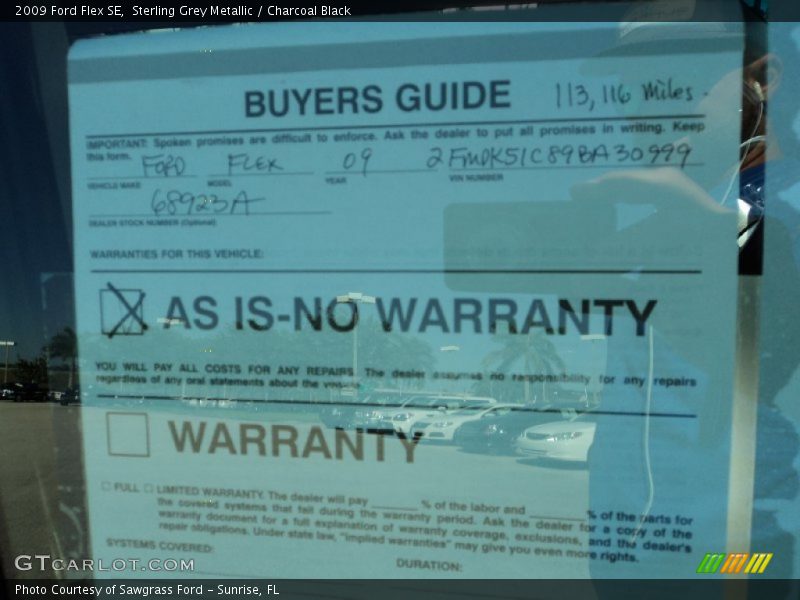 2009 Ford Flex SE,  Sterling Grey Metallic / Charcoal Black
BUYERS GUIDE 113,116 Miles -
IMPORTANT: Spoken promises are difficult to enforce. Ask the dealer to put all promises in writing. Keep
this form.
FORD FLEX 09 2FMDK51C89BA30999
VEHICLE MAKE MODEL YEAR VIN NUMBER
68923A
DEALER STOCK NUMBER (Optional)
WARRANTIES FOR THIS VEHICLE:
X AS IS-NO WARRANTY
YOU WILL PAY ALL COSTS FOR ANY REPAIRS. The dealer assumes no responsibility for any repairs
regardless of any oral statements about the vehicle.
WARRANTY
FULL LIMITED WARRANTY. The dealer will pay ______ % of the labor and ______ % of the parts for
the covered systems that fail during the warranty period. Ask the dealer for a copy of the
warranty document for a full explanation of warranty coverage, exclusions, and the dealer's
repair obligations. Under state law, "implied warranties" may give you even more rights.
SYSTEMS COVERED: DURATION:
GTCARLOT.COM
Photo Courtesy of Sawgrass Ford - Sunrise, FL